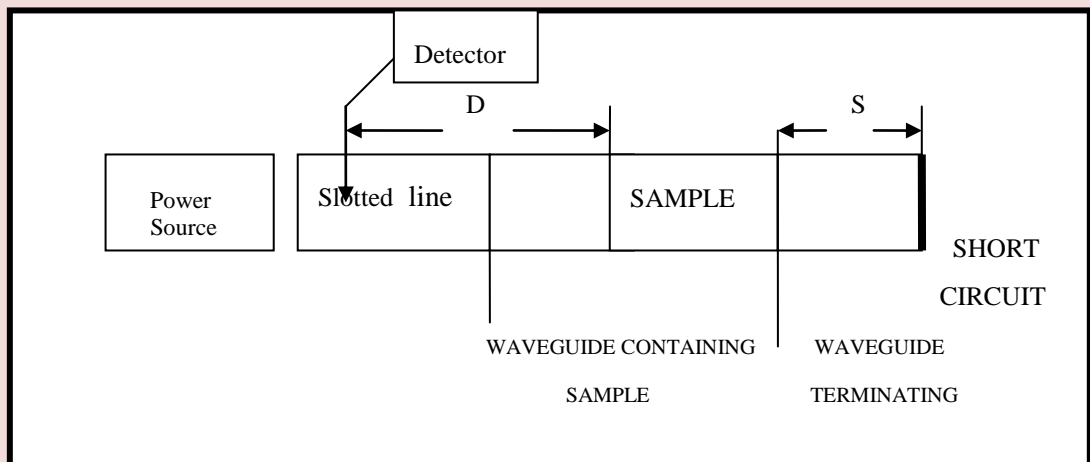 Detector
D
S
Power
Source
Slotted line
SAMPLE
SHORT
CIRCUIT
WAVEGUIDE CONTAINING
SAMPLE
WAVEGUIDE
TERMINATING